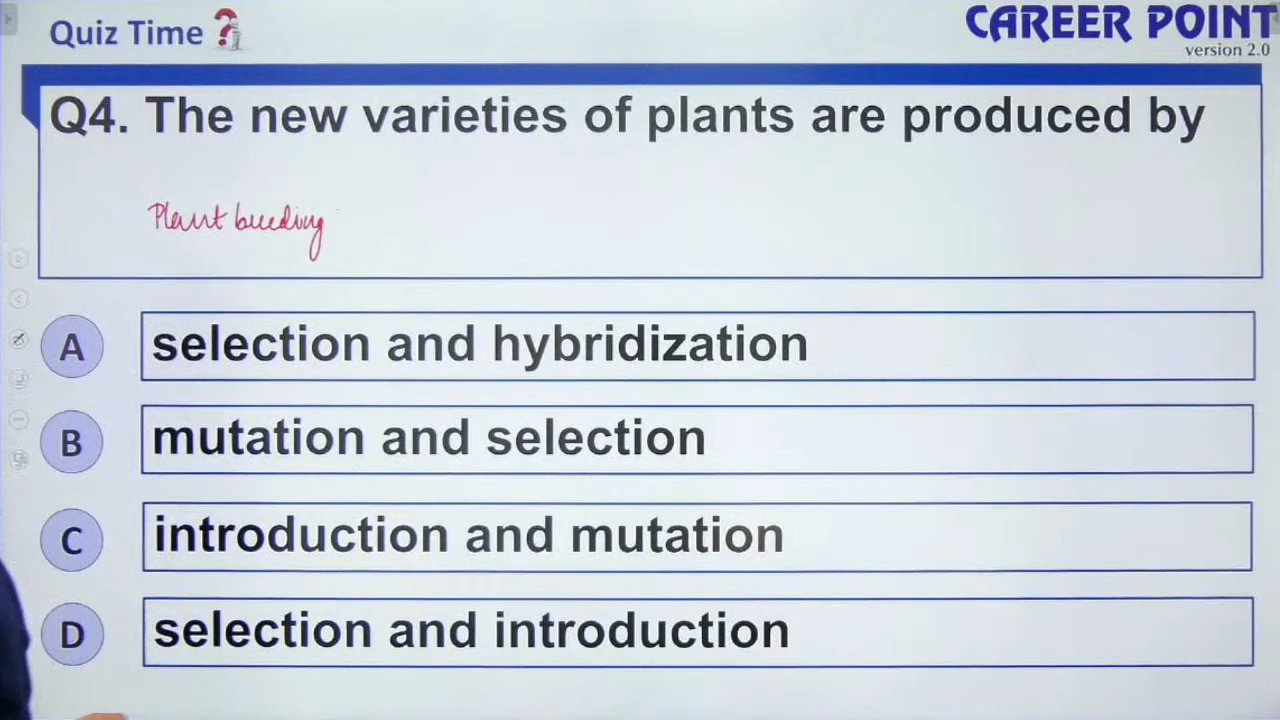 Quiz Time
CAREER POINT
version 2.0
Q4. The new varieties of plants are produced by
Plant breeding
A selection and hybridization
B mutation and selection
C introduction and mutation
D selection and introduction